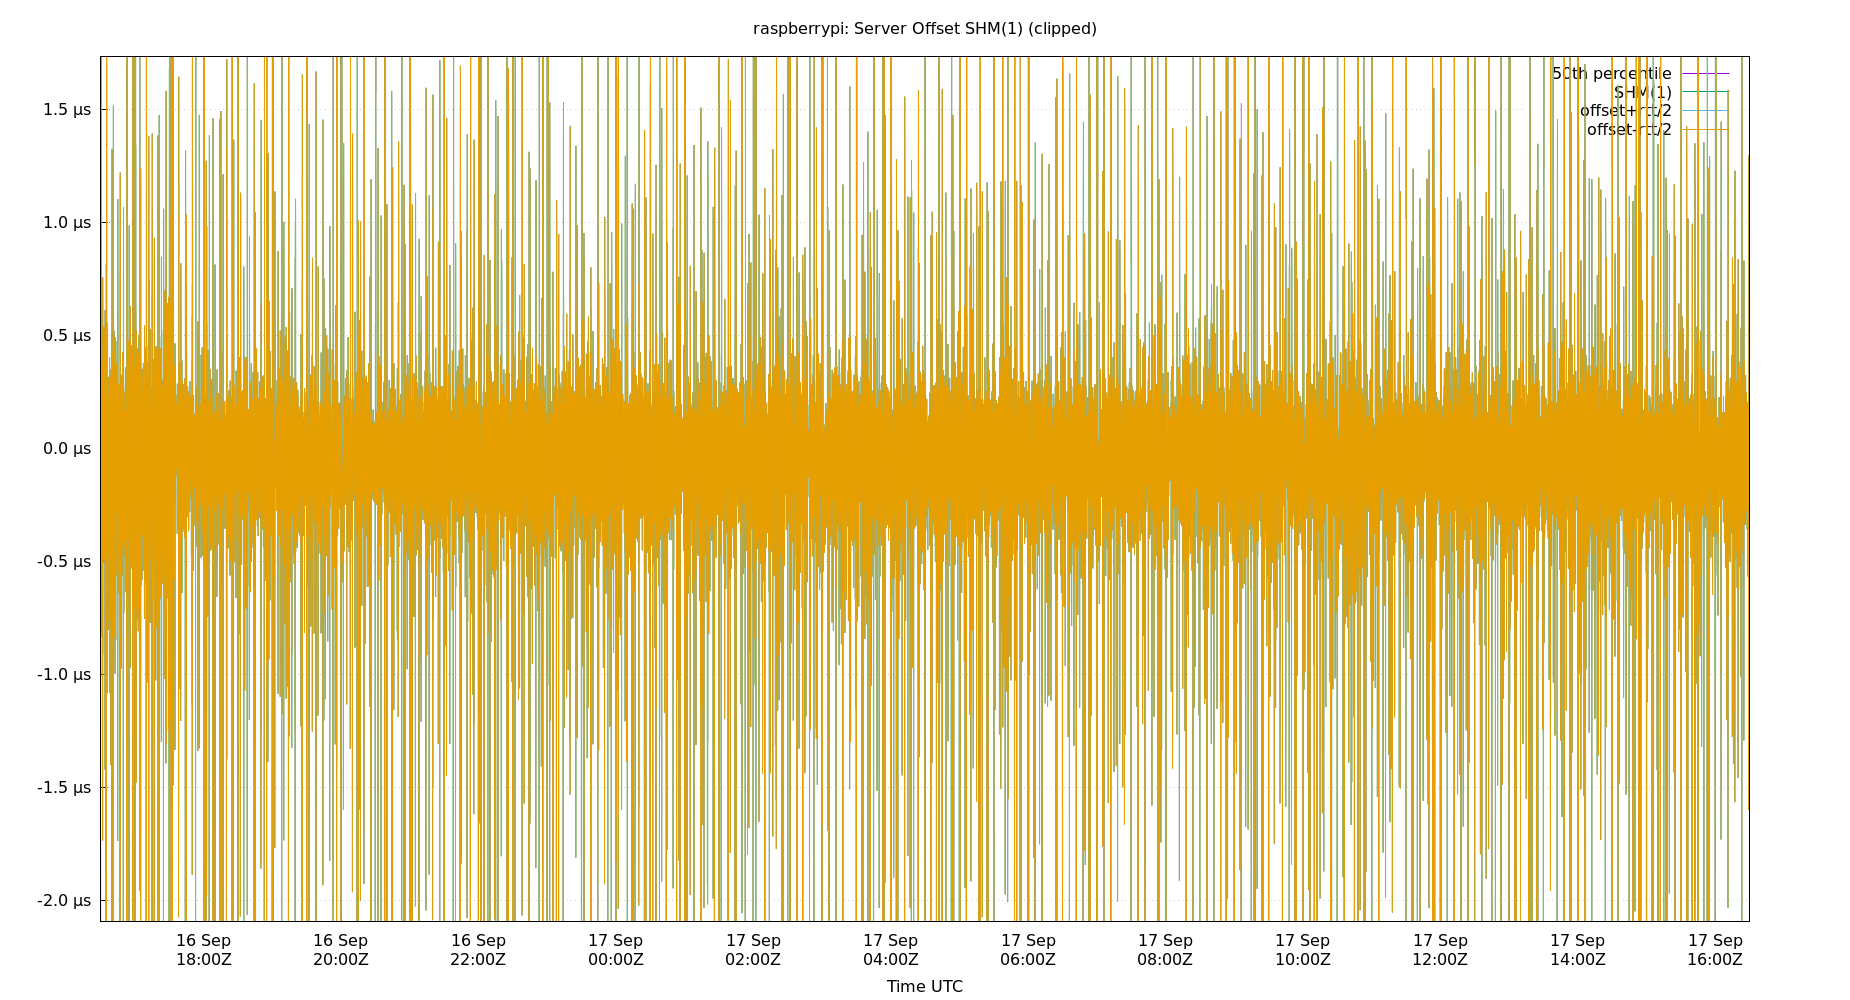 raspberrypi: Server Offset SHM(1) (clipped)
50th percentile
SHM(1)
offset+rtt/2
offset-rtt/2
1.5 µs
1.0 µs
0.5 µs
0.0 µs
-0.5 µs
-1.0 µs
-1.5 µs
-2.0 µs
16 Sep 16 Sep 16 Sep 17 Sep 17 Sep 17 Sep 17 Sep 17 Sep 17 Sep 17 Sep 17 Sep 17 Sep
18:00Z 20:00Z 22:00Z 00:00Z 02:00Z 04:00Z 06:00Z 08:00Z 10:00Z 12:00Z 14:00Z 16:00Z
Time UTC